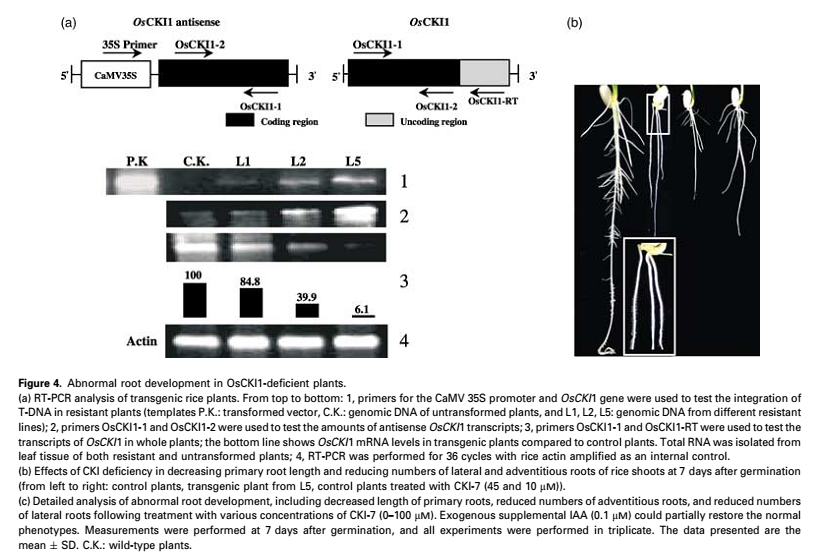 (a)
OsCKI1 antisense
OsCKI1
(b)
35S Primer
OsCKI1-2
OsCKI1-1
5'
CaMV35S
3'
5'
3'
OsCKI1-1
OsCKI1-2
OsCKI1-RT
Coding region
Uncoding region
P.K
C.K.
L1
L2
L5
1
2
3
100
84.8
39.9
6.1
Actin
4
Figure 4. Abnormal root development in OsCKI1-deficient plants.
(a) RT-PCR analysis of transgenic rice plants. From top to bottom: 1, primers for the CaMV 35S promoter and OsCKI1 gene were used to test the integration of
T-DNA in resistant plants (templates P.K.: transformed vector, C.K.: genomic DNA of untransformed plants, and L1, L2, L5: genomic DNA from different resistant
lines); 2, primers OsCKI1-1 and OsCKI1-2 were used to test the amounts of antisense OsCKI1 transcripts; 3, primers OsCKI1-1 and OsCKI1-RT were used to test the
transcripts of OsCKI1 in whole plants; the bottom line shows OsCKI1 mRNA levels in transgenic plants compared to control plants. Total RNA was isolated from
leaf tissue of both resistant and untransformed plants; 4, RT-PCR was performed for 36 cycles with rice actin amplified as an internal control.
(b) Effects of CKI deficiency in decreasing primary root length and reducing numbers of lateral and adventitious roots of rice shoots at 7 days after germination
(from left to right: control plants, transgenic plant from L5, control plants treated with CKI-7 (45 and 10 μM)).
(c) Detailed analysis of abnormal root development, including decreased length of primary roots, reduced numbers of adventitious roots, and reduced numbers
of lateral roots following treatment with various concentrations of CKI-7 (0–100 μM). Exogenous supplemental IAA (0.1 μM) could partially restore the normal
phenotypes. Measurements were performed at 7 days after germination, and all experiments were performed in triplicate. The data presented are the
mean ± SD. C.K.: wild-type plants.